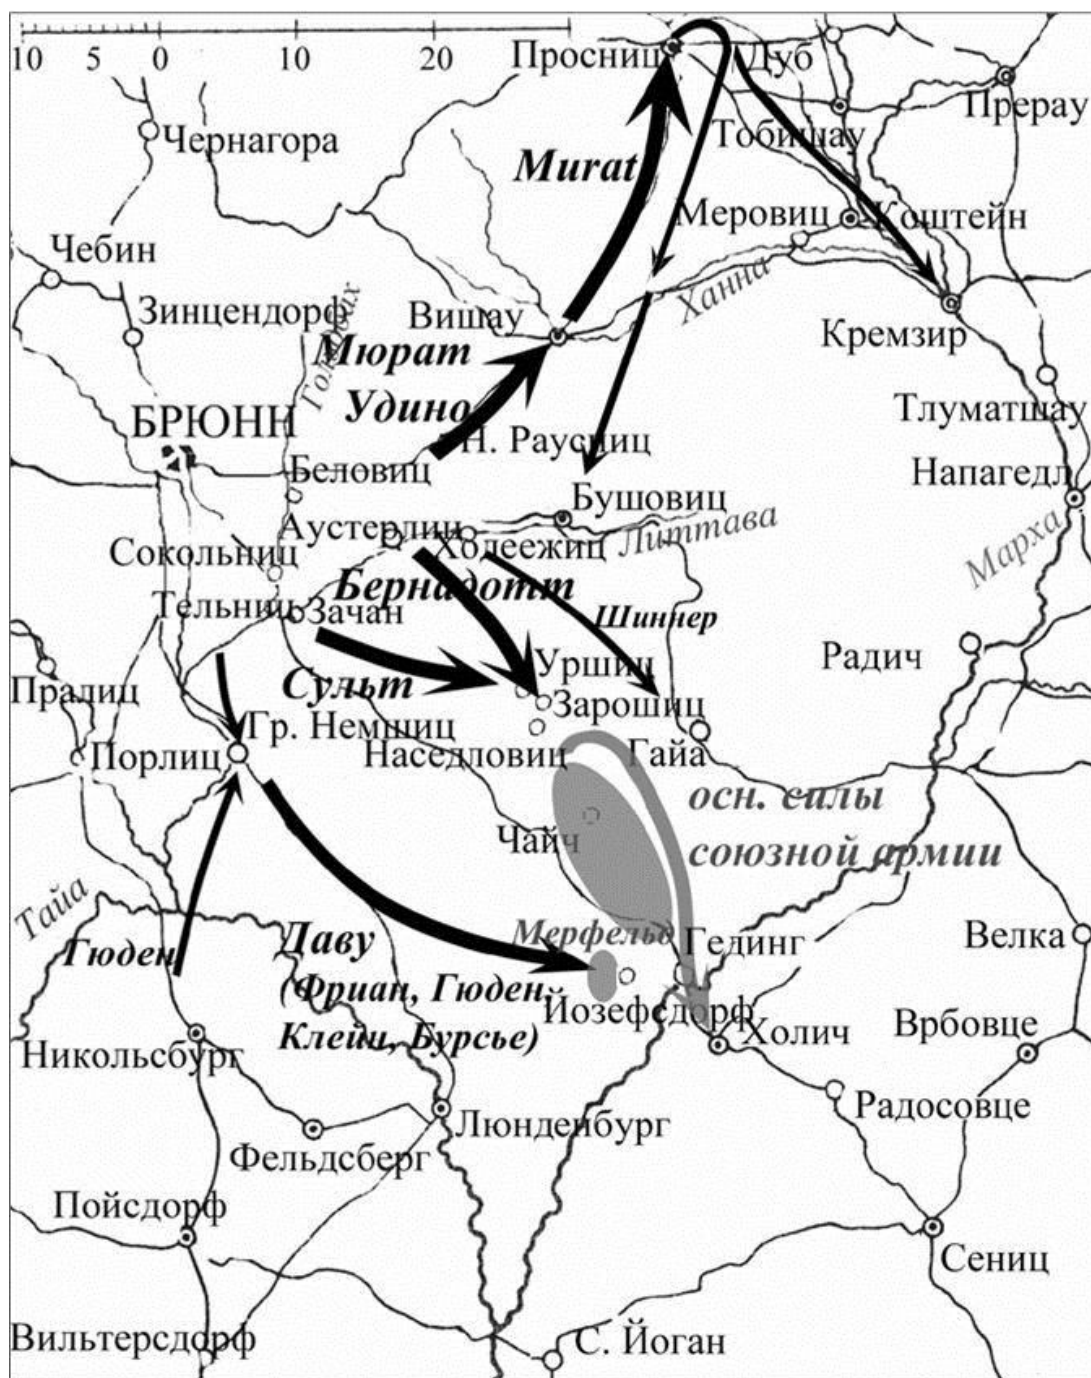 10 5 0 10 20
Просниц
Дуб
Прерау
Чернагора
Тобишау
Murat
Меровиц
Коштейн
Чебин
Ханна
Зинцендорф
Вишау
Кремзир
Мюрат
Тлуматшау
Удино
БРЮНН
Н. Раусниц
Беловиц
Напагедл
Бушовиц
Аустерлиц
Литтава
Холеежиц
Сокольниц
Марха
Бернадотт
Тельниц
Зачан
Шиннер
Уршиц
Радич
Пралиц
Сульт
Зарошиц
Гр. Немшиц
Порлиц
Наседловиц
Гайа
осн. силы
союзной армии
Чайч
Тайа
Мерфельд
Гединг
Велка
Гюден
Даву
(Фриан, Гюден,
Клейн, Бурсье)
Йозефсдорф
Холич
Врбовце
Никольсбург
Радосовце
Люнденбург
Фельдсберг
Пойсдорф
Сениц
Вильтерсдорф
С. Йоган